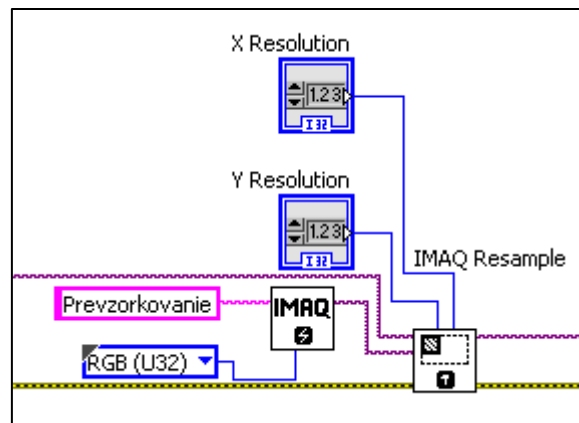 X Resolution
1.23
I32
Y Resolution
1.23
I32
IMAQ Resample
Prevzorkovanie
IMAQ
RGB (U32)